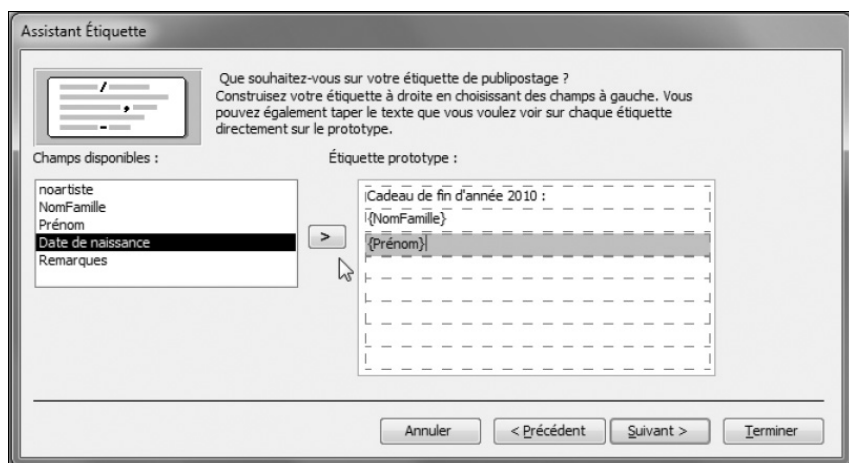 Assistant Étiquette
Que souhaitez-vous sur votre étiquette de publipostage ?
Construisez votre étiquette à droite en choisissant des champs à gauche. Vous
pouvez également taper le texte que vous voulez voir sur chaque étiquette
directement sur le prototype.
Champs disponibles :
noartiste
NomFamille
Prénom
Date de naissance
Remarques
>
Étiquette prototype :
Cadeau de fin d'année 2010 :
{NomFamille}
{Prénom}
Annuler
< Précédent
Suivant >
Terminer